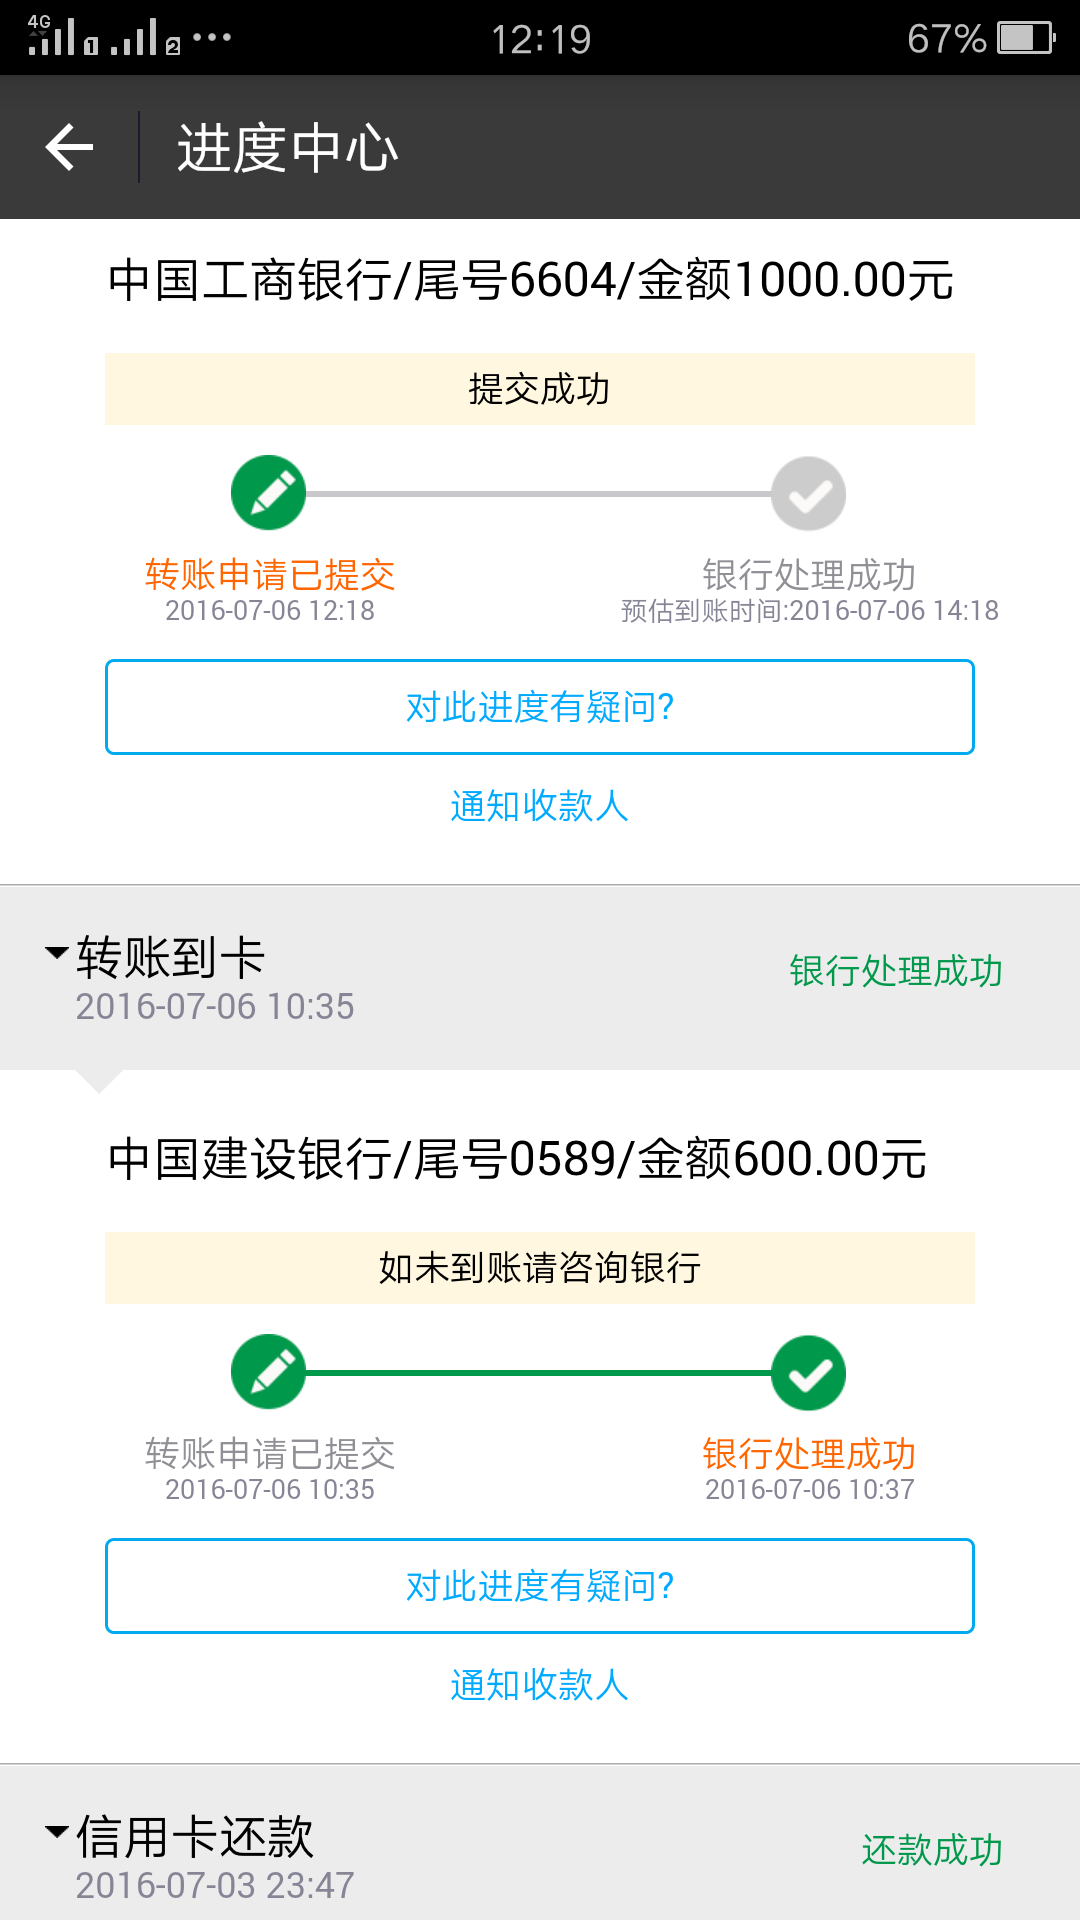 4G 1 2 ... 12:19 67%
进度中心
中国工商银行/尾号6604/金额1000.00元
提交成功
转账申请已提交 银行处理成功
2016-07-06 12:18 预估到账时间:2016-07-06 14:18
对此进度有疑问?
通知收款人
转账到卡 银行处理成功
2016-07-06 10:35
中国建设银行/尾号0589/金额600.00元
如未到账请咨询银行
转账申请已提交 银行处理成功
2016-07-06 10:35 2016-07-06 10:37
对此进度有疑问?
通知收款人
信用卡还款 还款成功
2016-07-03 23:47